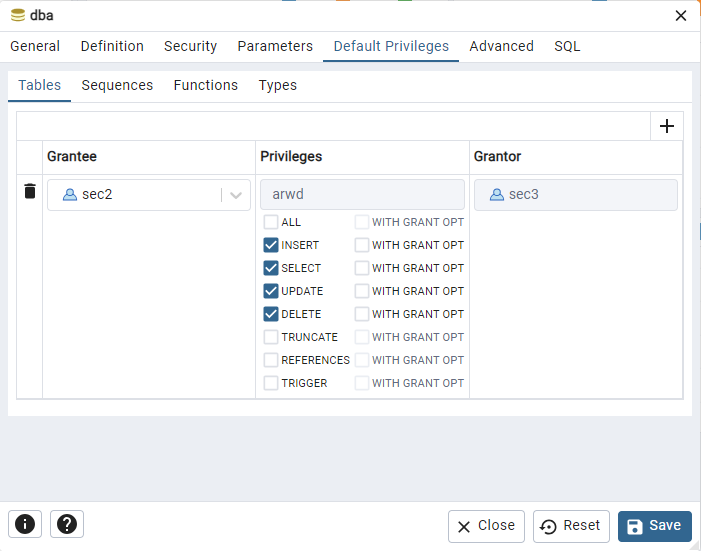 dba
General Definition Security Parameters Default Privileges Advanced SQL
Tables Sequences Functions Types
Grantee Privileges Grantor
sec2 arwd sec3
ALL WITH GRANT OPT
INSERT WITH GRANT OPT
SELECT WITH GRANT OPT
UPDATE WITH GRANT OPT
DELETE WITH GRANT OPT
TRUNCATE WITH GRANT OPT
REFERENCES WITH GRANT OPT
TRIGGER WITH GRANT OPT
Close Reset Save